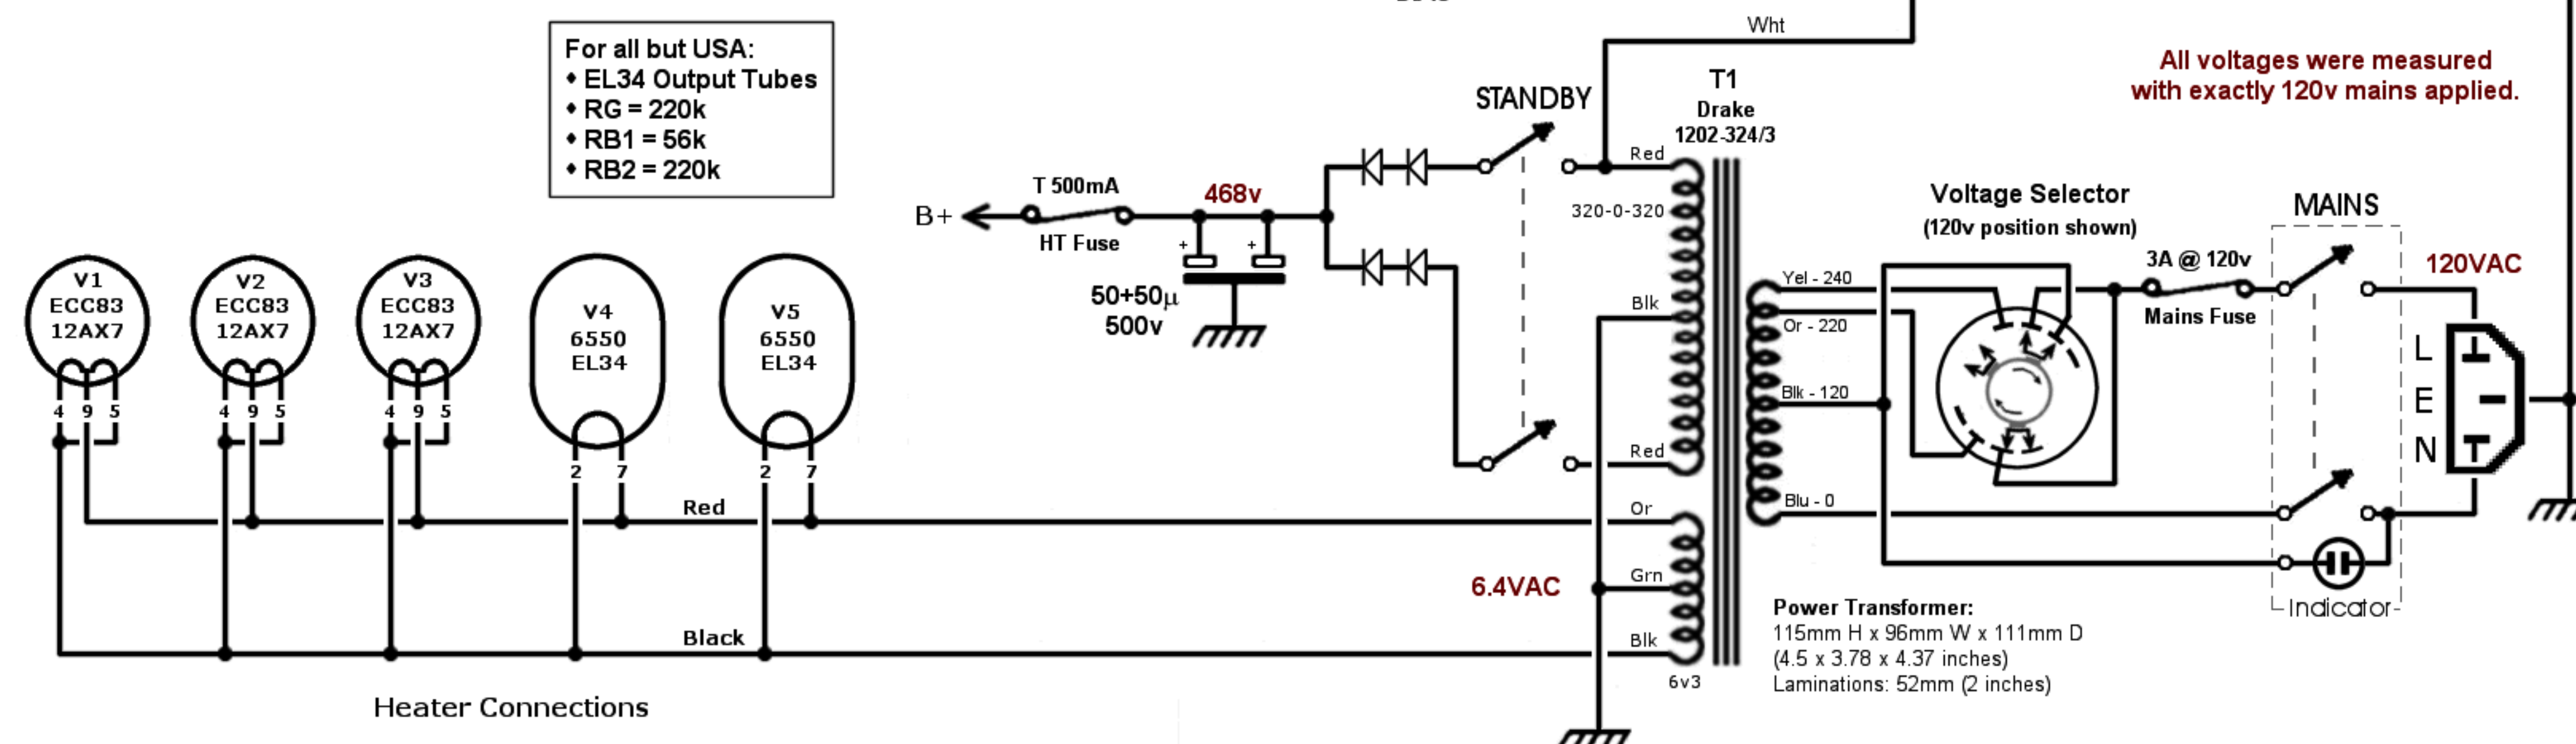 For all but USA:
• EL34 Output Tubes
• RG = 220k
• RB1 = 56k
• RB2 = 220k
Wht
All voltages were measured
with exactly 120v mains applied.
STANDBY
T1
Drake
1202-324/3
Red
320-0-320
Blk
Red
T 500mA
B+
HT Fuse
468v
+
+
50+50µ
500v
Voltage Selector
(120v position shown)
MAINS
3A @ 120v
Mains Fuse
120VAC
Yel - 240
Or - 220
Blk - 120
Blu - 0
L
E
N
Indicator
V1
ECC83
12AX7
4 9 5
V2
ECC83
12AX7
4 9 5
V3
ECC83
12AX7
4 9 5
V4
6550
EL34
2 7
V5
6550
EL34
2 7
Red
Or
6.4VAC
Grn
Black
Blk
6v3
Power Transformer:
115mm H x 96mm W x 111mm D
(4.5 x 3.78 x 4.37 inches)
Laminations: 52mm (2 inches)
Heater Connections